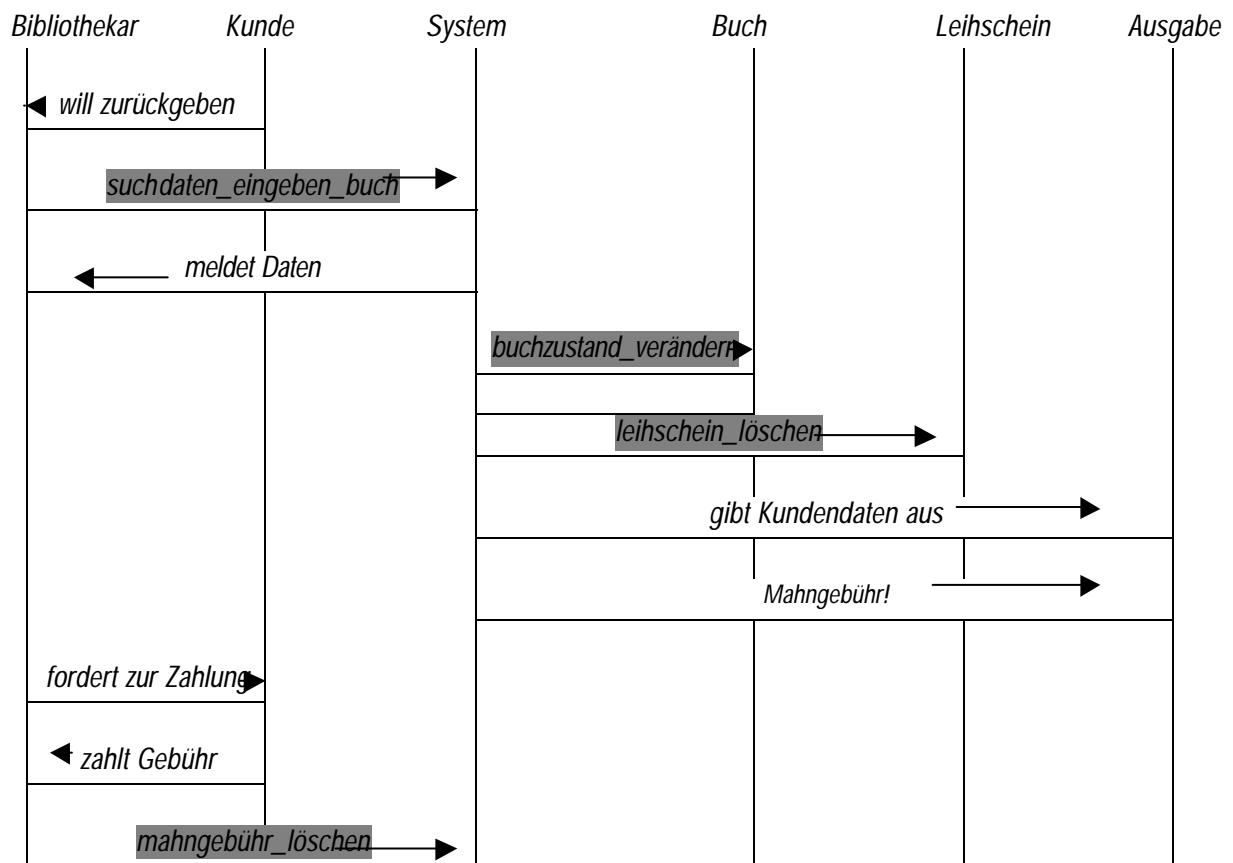 Bibliothekar Kunde System Buch Leihschein Ausgabe
will zurückgeben
suchdaten_eingeben_buch
meldet Daten
buchzustand_verändern
leihschein_löschen
gibt Kundendaten aus
Mahngebühr!
fordert zur Zahlung
zahlt Gebühr
mahngebühr_löschen